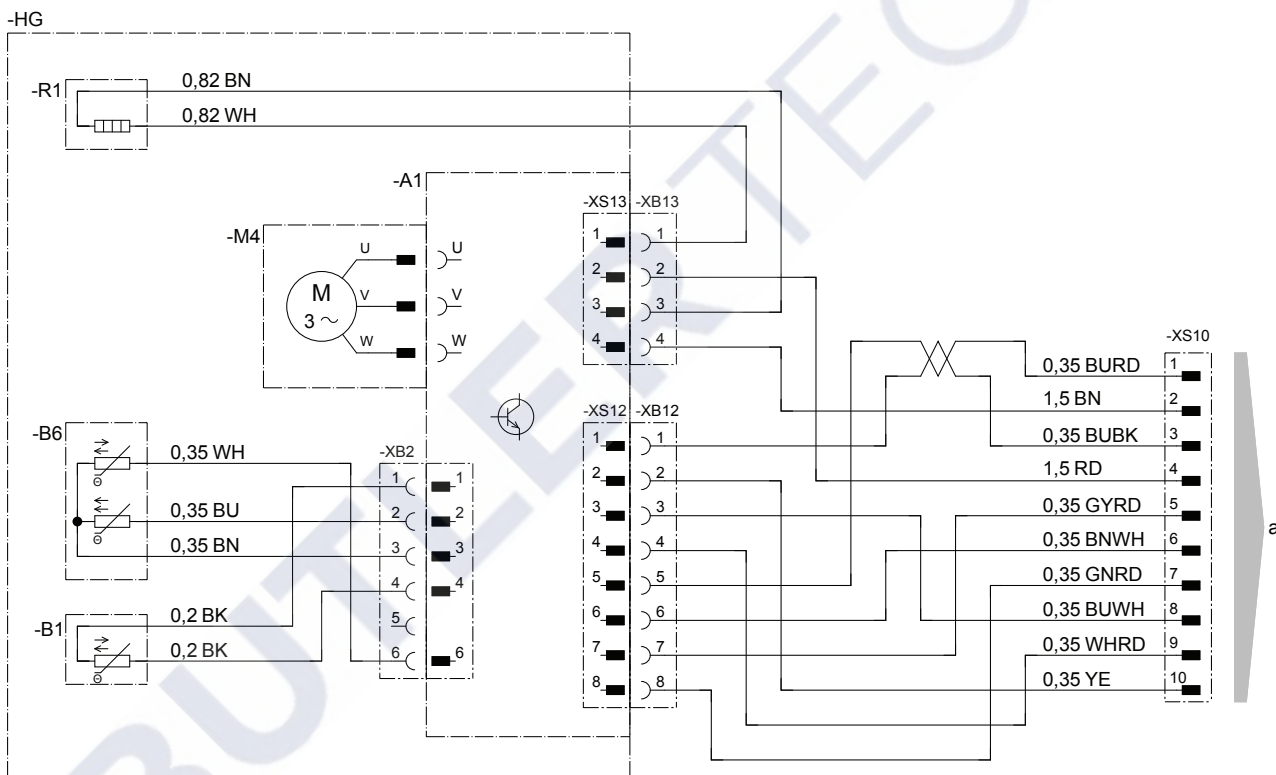 -HG
-R1
0,82 BN
0,82 WH
-A1
-XS13 -XB13
1 1
2 2
3 3
4 4
-M4
M
3 ~
U U
V V
W W
-XS10
0,35 BURD 1
1,5 BN 2
0,35 BUBK 3
1,5 RD 4
0,35 GYRD 5
0,35 BNWH 6
0,35 GNRD 7
0,35 BUWH 8
0,35 WHRD 9
0,35 YE 10
a
-XS12 -XB12
1 1
2 2
3 3
4 4
5 5
6 6
7 7
8 8
-B6
0,35 WH
0,35 BU
0,35 BN
-XB2
1 1
2 2
3 3
4 4
5
6 6
-B1
0,2 BK
0,2 BK
BUTLER TEC